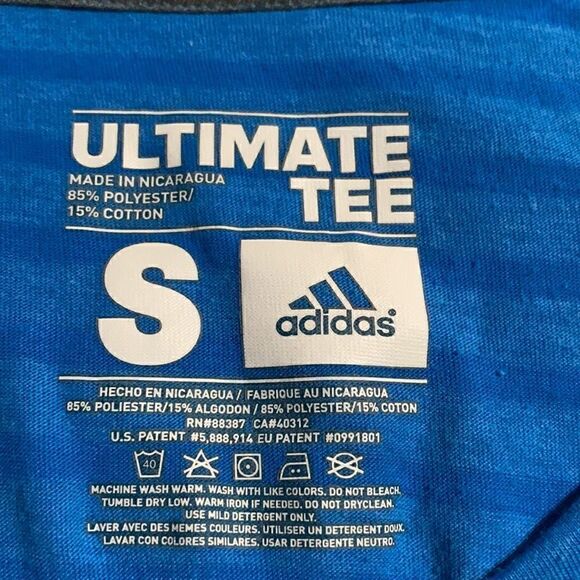 ULTIMATE
TEE
MADE IN NICARAGUA
85% POLYESTER/
15% COTTON
S
adidas®
HECHO EN NICARAGUA / FABRIQUE AU NICARAGUA
85% POLIESTER/15% ALGODON / 85% POLYESTER/15% COTON
RN#88387 CA#40312
U.S. PATENT #5,888,914 EU PATENT #0991801
40
MACHINE WASH WARM. WASH WITH LIKE COLORS. DO NOT BLEACH.
TUMBLE DRY LOW. WARM IRON IF NEEDED. DO NOT DRYCLEAN.
USE MILD DETERGENT ONLY.
LAVER AVEC DES MEMES COULEURS. UTILISER UN DETERGENT DOUX.
LAVAR CON COLORES SIMILARES. USAR DETERGENTE NEUTRO.